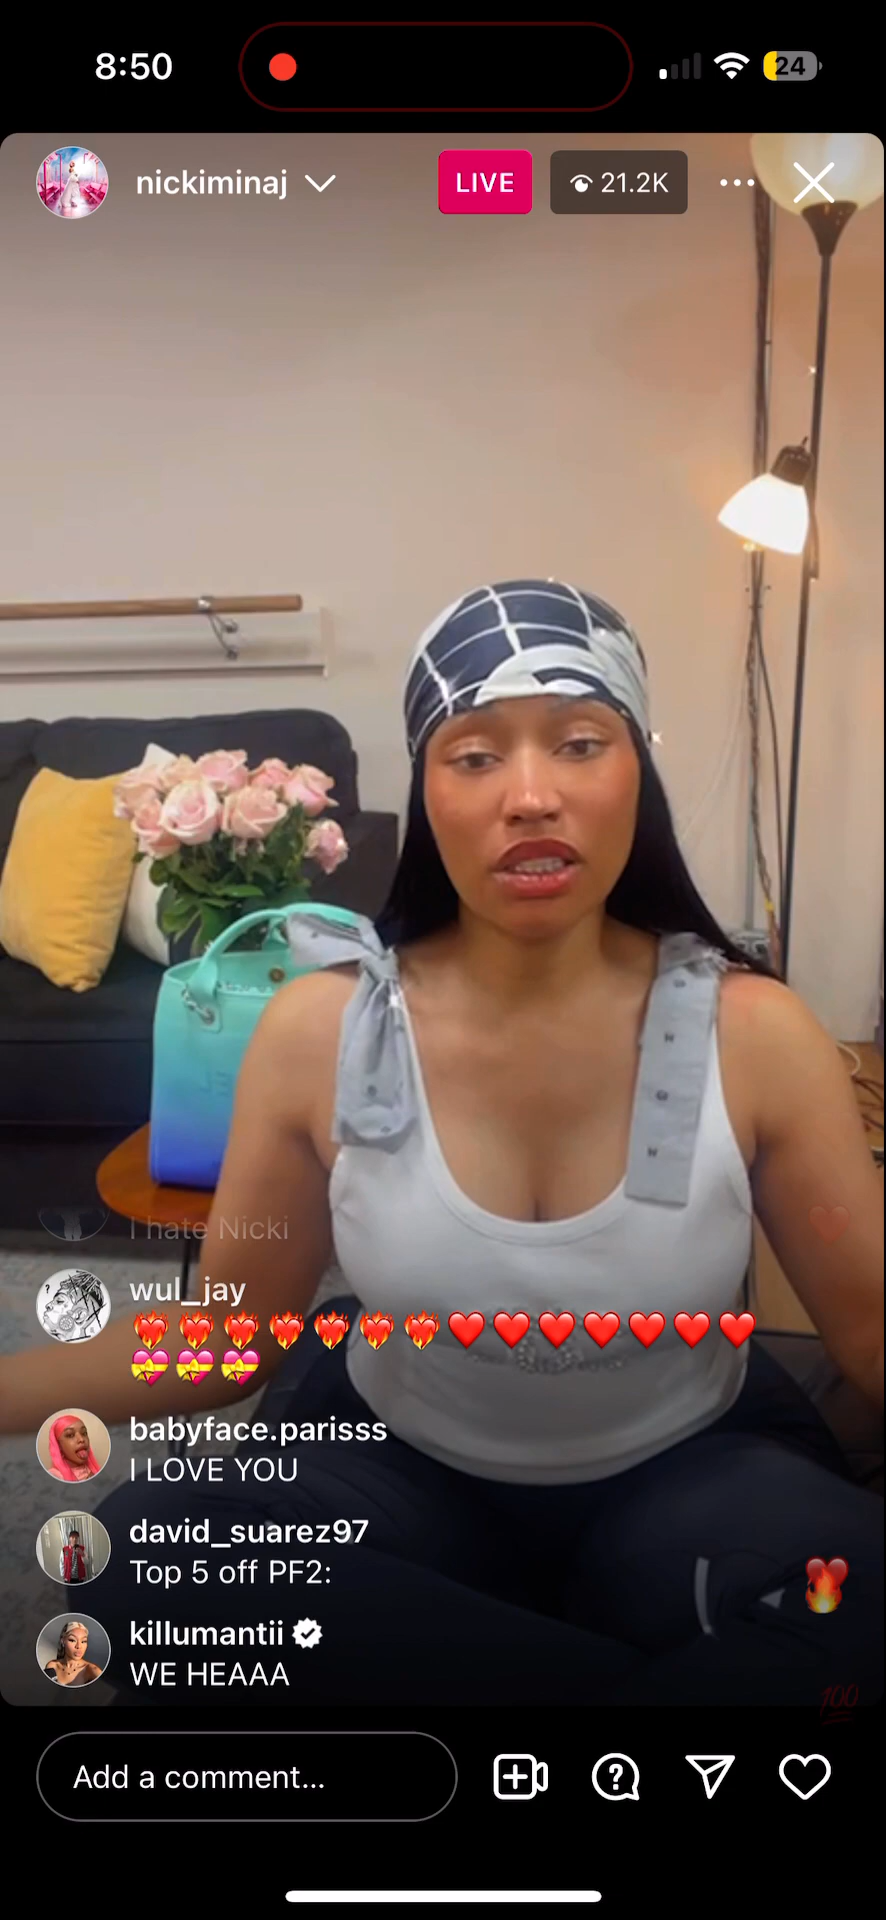 8:50
24
nickiminaj
LIVE
21.2K
I hate Nicki
wul_jay
babyface.parisss
I LOVE YOU
david_suarez97
Top 5 off PF2:
killumantii
WE HEAAA
100
Add a comment...